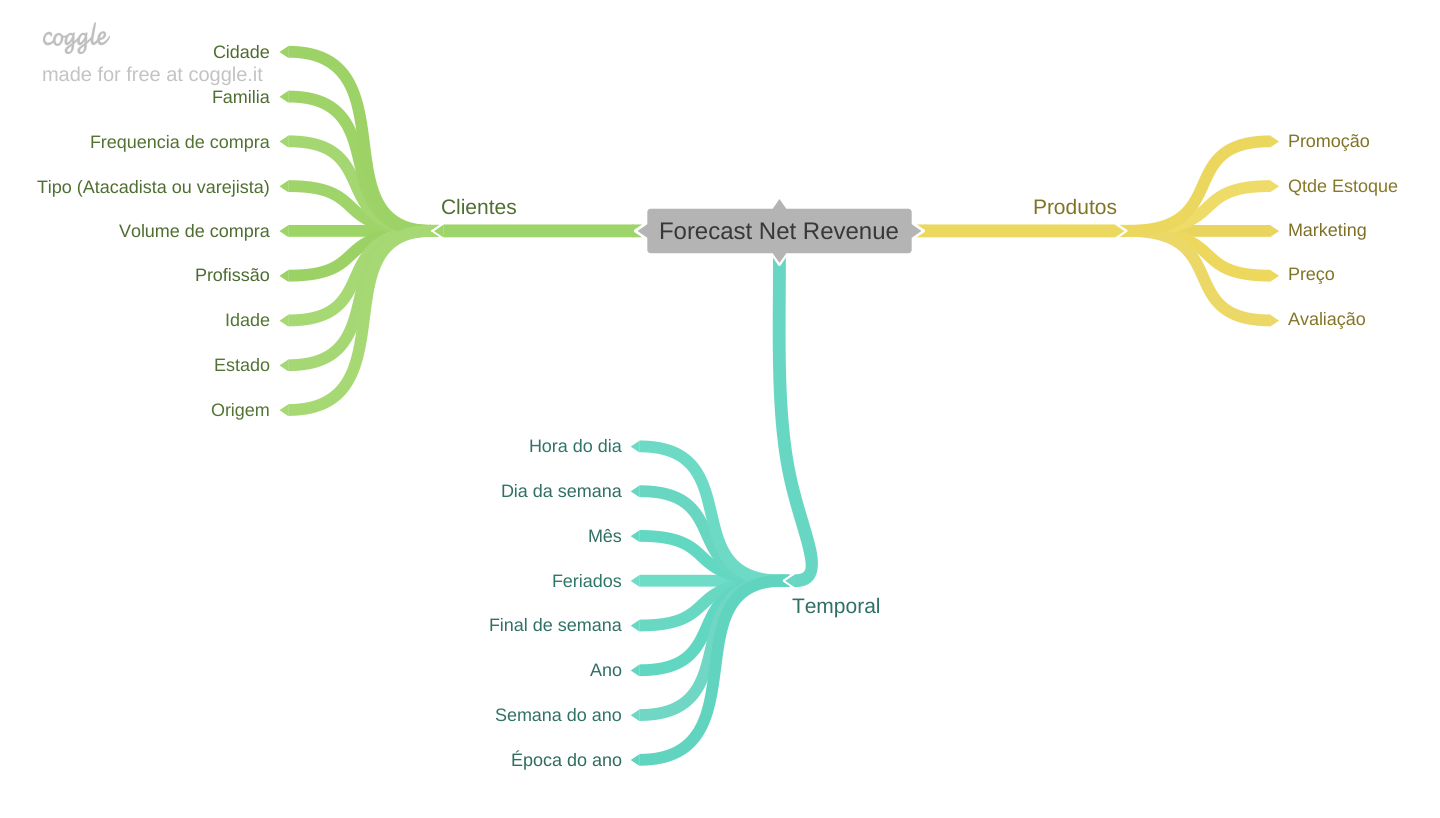 coggle
made for free at coggle.it
Cidade
Familia
Frequencia de compra
Tipo (Atacadista ou varejista)
Volume de compra
Profissão
Idade
Estado
Origem
Clientes
Forecast Net Revenue
Produtos
Promoção
Qtde Estoque
Marketing
Preço
Avaliação
Hora do dia
Dia da semana
Mês
Feriados
Final de semana
Ano
Semana do ano
Época do ano
Temporal